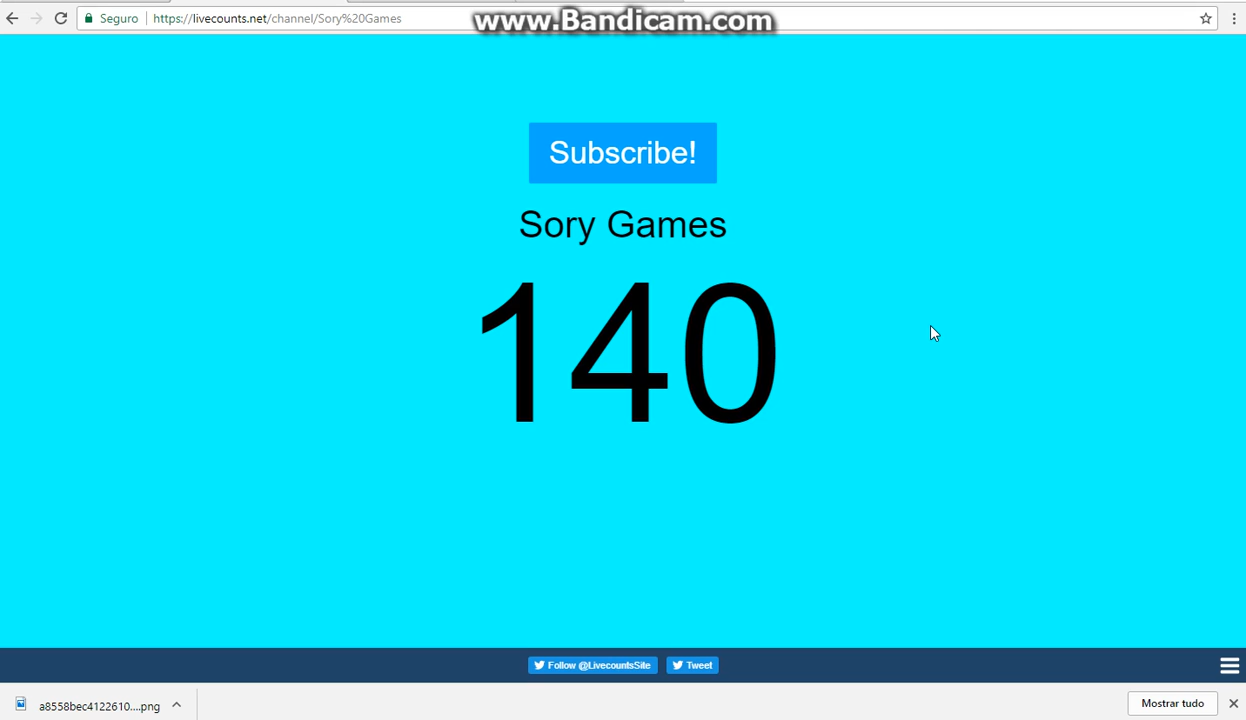 Seguro
https://livecounts.net/channel/Sory%20Games
www.Bandicam.com
Subscribe!
Sory Games
140
Follow @LivecountsSite
Tweet
a8558bec4122610....png
Mostrar tudo